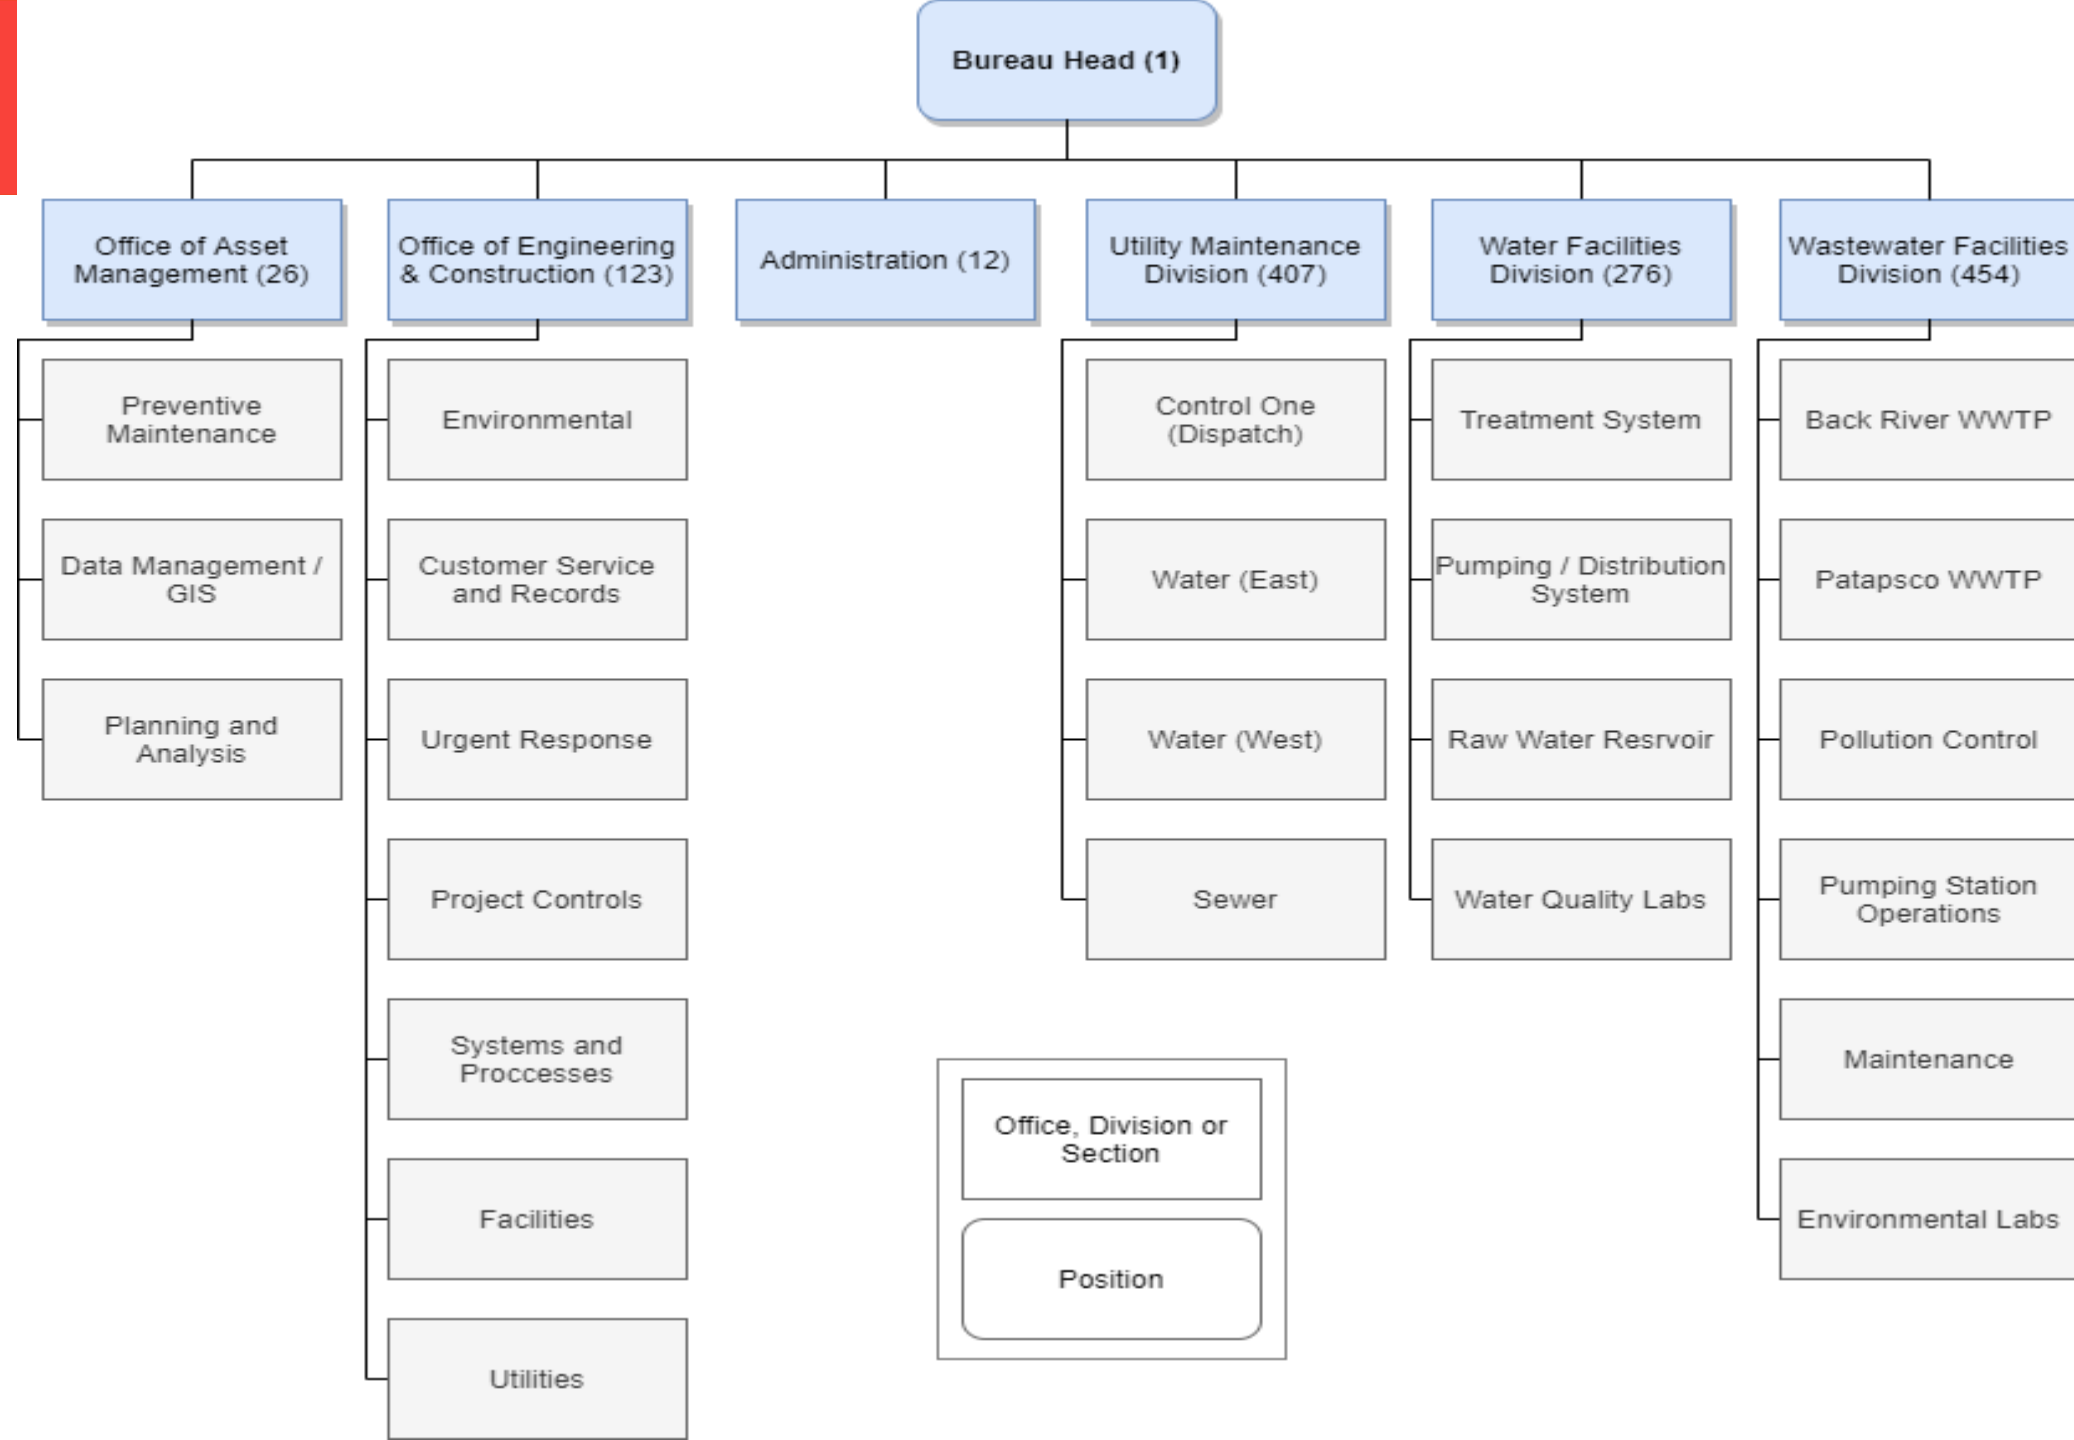 Bureau Head (1)
Office of Asset
Management (26)
Office of Engineering
& Construction (123)
Administration (12)
Utility Maintenance
Division (407)
Water Facilities
Division (276)
Wastewater Facilities
Division (454)
Preventive
Maintenance
Data Management /
GIS
Planning and
Analysis
Environmental
Customer Service
and Records
Urgent Response
Project Controls
Systems and
Proccesses
Facilities
Utilities
Control One
(Dispatch)
Water (East)
Water (West)
Sewer
Treatment System
Pumping / Distribution
System
Raw Water Resrvoir
Water Quality Labs
Back River WWTP
Patapsco WWTP
Pollution Control
Pumping Station
Operations
Maintenance
Environmental Labs
Office, Division or
Section
Position